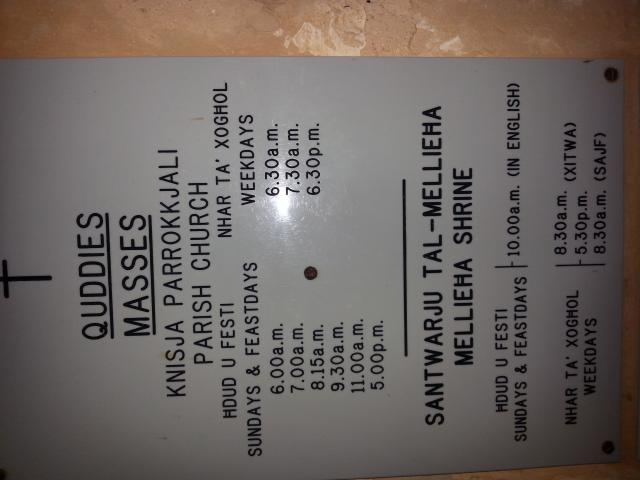 QUDDIES
MASSES
KNISJA PARROKKJALI
PARISH CHURCH
HDUD U FESTI
SUNDAYS & FEASTDAYS
6.00a.m.
7.00a.m.
8.15a.m.
9.30a.m.
11.00a.m.
5.00p.m.
NHAR TA' XOGHOL
WEEKDAYS
6.30a.m.
7.30a.m.
6.30p.m.
SANTWARJU TAL-MELLIEHA
MELLIEHA SHRINE
HDUD U FESTI
SUNDAYS & FEASTDAYS - 10.00a.m. (IN ENGLISH)
NHAR TA' XOGHOL
WEEKDAYS
8.30a.m. (XITWA)
- 5.30p.m.
8.30a.m. (SAJF)